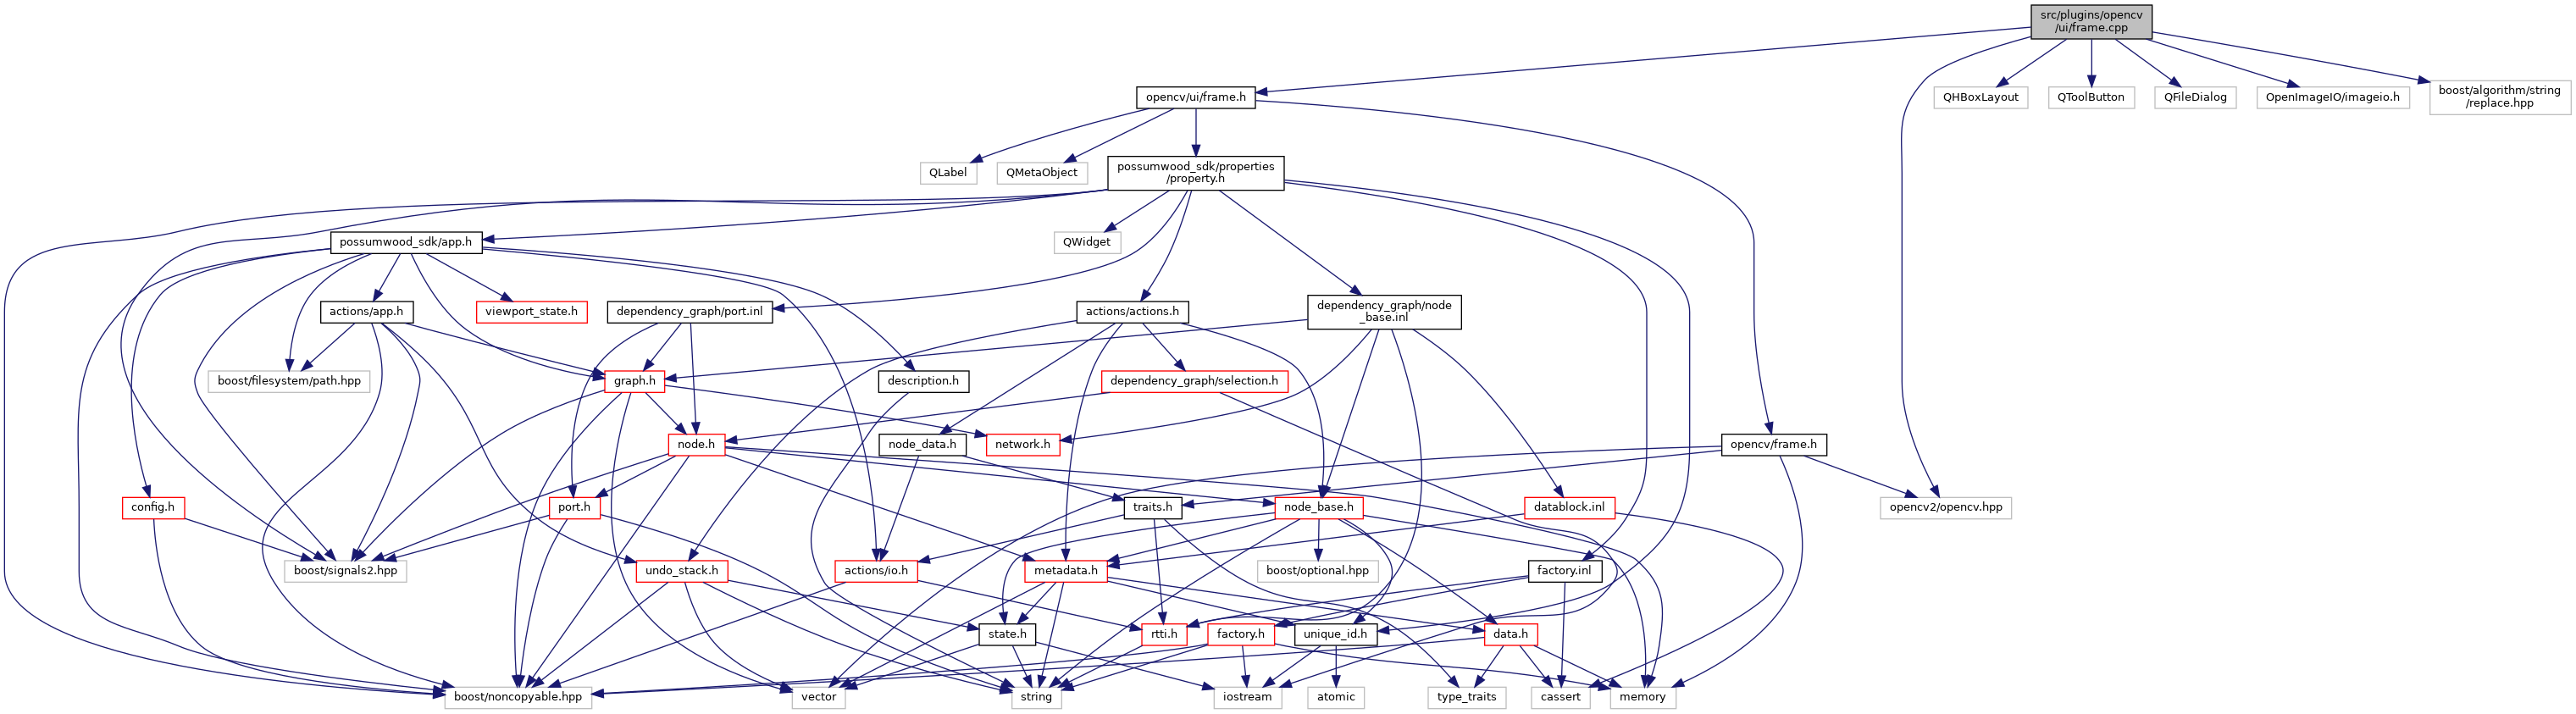 src/plugins/opencv
/ui/frame.cpp
opencv/ui/frame.h
QHBoxLayout
QToolButton
QFileDialog
OpenImageIO/imageio.h
boost/algorithm/string
/replace.hpp
QLabel
QMetaObject
possumwood_sdk/properties
/property.h
possumwood_sdk/app.h
QWidget
actions/app.h
viewport_state.h
dependency_graph/port.inl
actions/actions.h
dependency_graph/node
_base.inl
boost/filesystem/path.hpp
graph.h
description.h
dependency_graph/selection.h
node.h
node_data.h
network.h
opencv/frame.h
config.h
port.h
traits.h
node_base.h
datablock.inl
opencv2/opencv.hpp
boost/signals2.hpp
undo_stack.h
actions/io.h
metadata.h
boost/optional.hpp
factory.inl
state.h
rtti.h
factory.h
unique_id.h
data.h
boost/noncopyable.hpp
vector
string
iostream
atomic
type_traits
cassert
memory